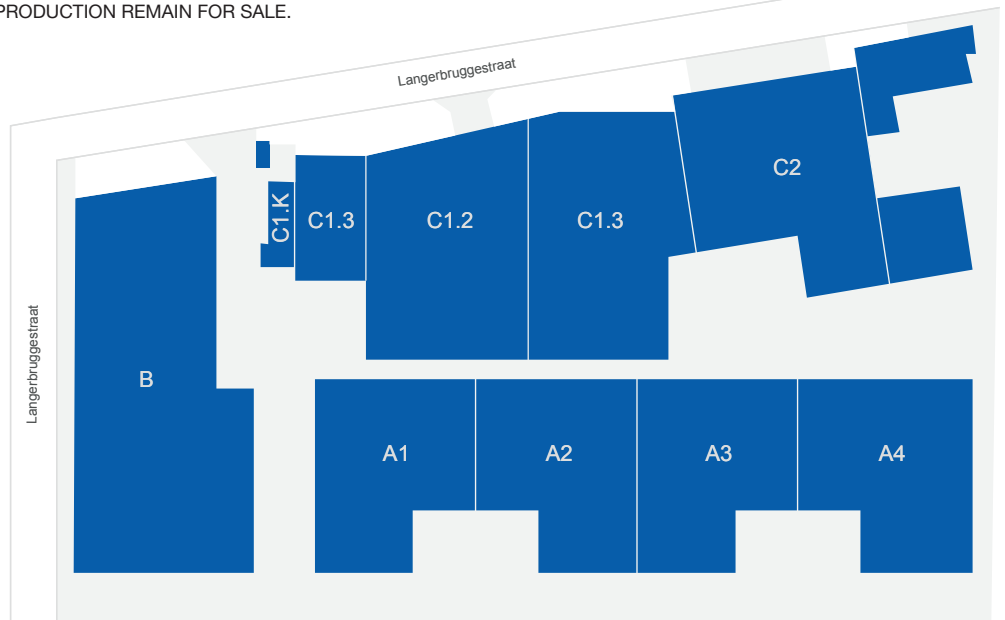 PRODUCTION REMAIN FOR SALE.
Langerbruggestraat
C2
C1.K
C1.3
C1.2
C1.3
Langerbruggestraat
B
A1
A2
A3
A4